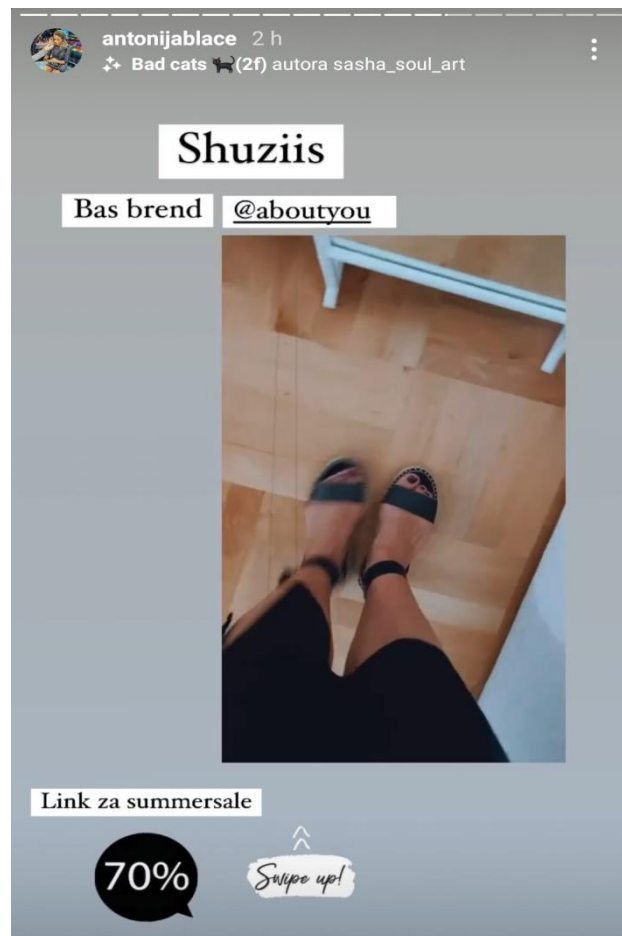 antonijablace 2 h
Bad cats 🐈‍⬛(2f) autora sasha_soul_art
Shuziis
Bas brend @aboutyou
Link za summersale
70%
Swipe up!